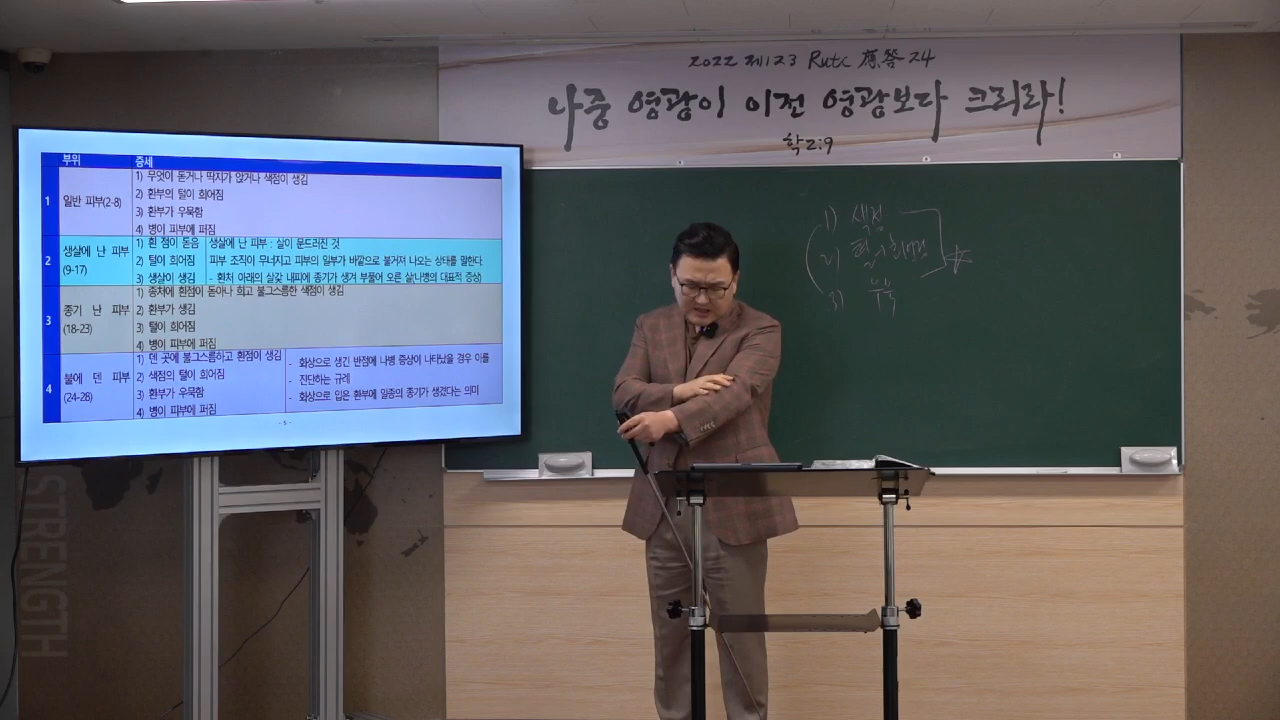 2022 제123 Rutc 應答 24
나중 영광이 이전 영광보다 크리라!
학2:9
부위 증세
1 일반 피부(2-8)
1) 무엇이 돋거나 딱지가 앉거나 색점이 생김
2) 환부의 털이 희어짐
3) 환부가 우묵함
4) 병이 피부에 퍼짐
2 생살에 난 피부
(9-17)
1) 흰 점이 돋음
2) 털이 희어짐
3) 생살이 생김
생살에 난 피부 : 살이 문드러진 것
피부 조직이 무너지고 피부의 일부가 바깥으로 불거져 나오는 상태를 말한다.
- 환처 아래의 살갗 내피에 종기가 생겨 부풀어 오른 살(나병의 대표적 증상)
3 종기 난 피부
(18-23)
1) 종처에 흰점이 돋아나 희고 불그스름한 색점이 생김
2) 환부가 생김
3) 털이 희어짐
4) 병이 피부에 퍼짐
4 불에 덴 피부
(24-28)
1) 덴 곳에 불그스름하고 흰점이 생김
2) 색점의 털이 희어짐
3) 환부가 우묵함
4) 병이 피부에 퍼짐
- 화상으로 생긴 반점에 나병 증상이 나타났을 경우 이를
- 진단하는 규례
- 화상으로 입은 환부에 일종의 종기가 생겼다는 의미
- 5 -
1) 색점
2) 털이
3) 우묵
STRENGTH